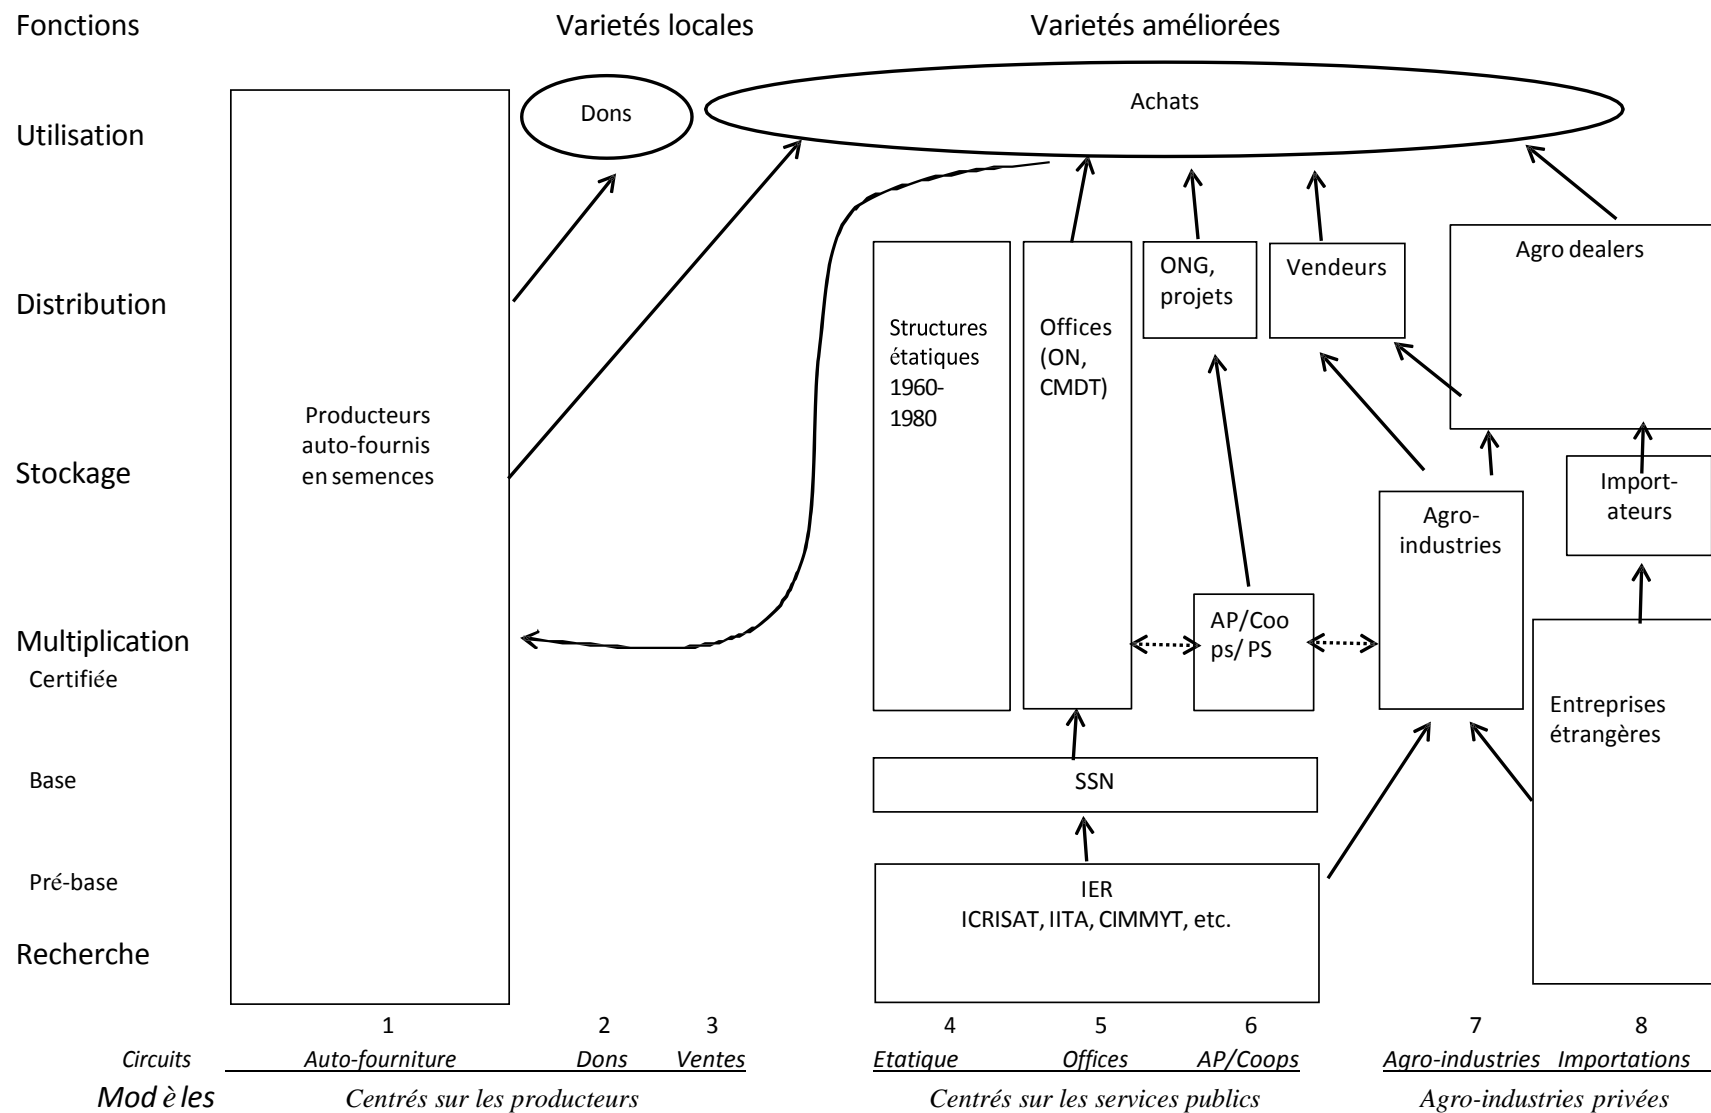 Fonctions
Varietés locales
Varietés améliorées
Utilisation
Dons
Achats
Distribution
Structures
étatiques
1960-
1980
Offices
(ON,
CMDT)
ONG,
projets
Vendeurs
Agro dealers
Producteurs
auto-fournis
en semences
Stockage
Agro-
industries
Import-
ateurs
Multiplication
Certifiée
AP/Coo
ps/ PS
Entreprises
étrangères
Base
SSN
Pré-base
IER
ICRISAT, IITA, CIMMYT, etc.
Recherche
1 2 3 4 5 6 7 8
Circuits Auto-fourniture Dons Ventes Etatique Offices AP/Coops Agro-industries Importations
Mod è les Centrés sur les producteurs Centrés sur les services publics Agro-industries privées